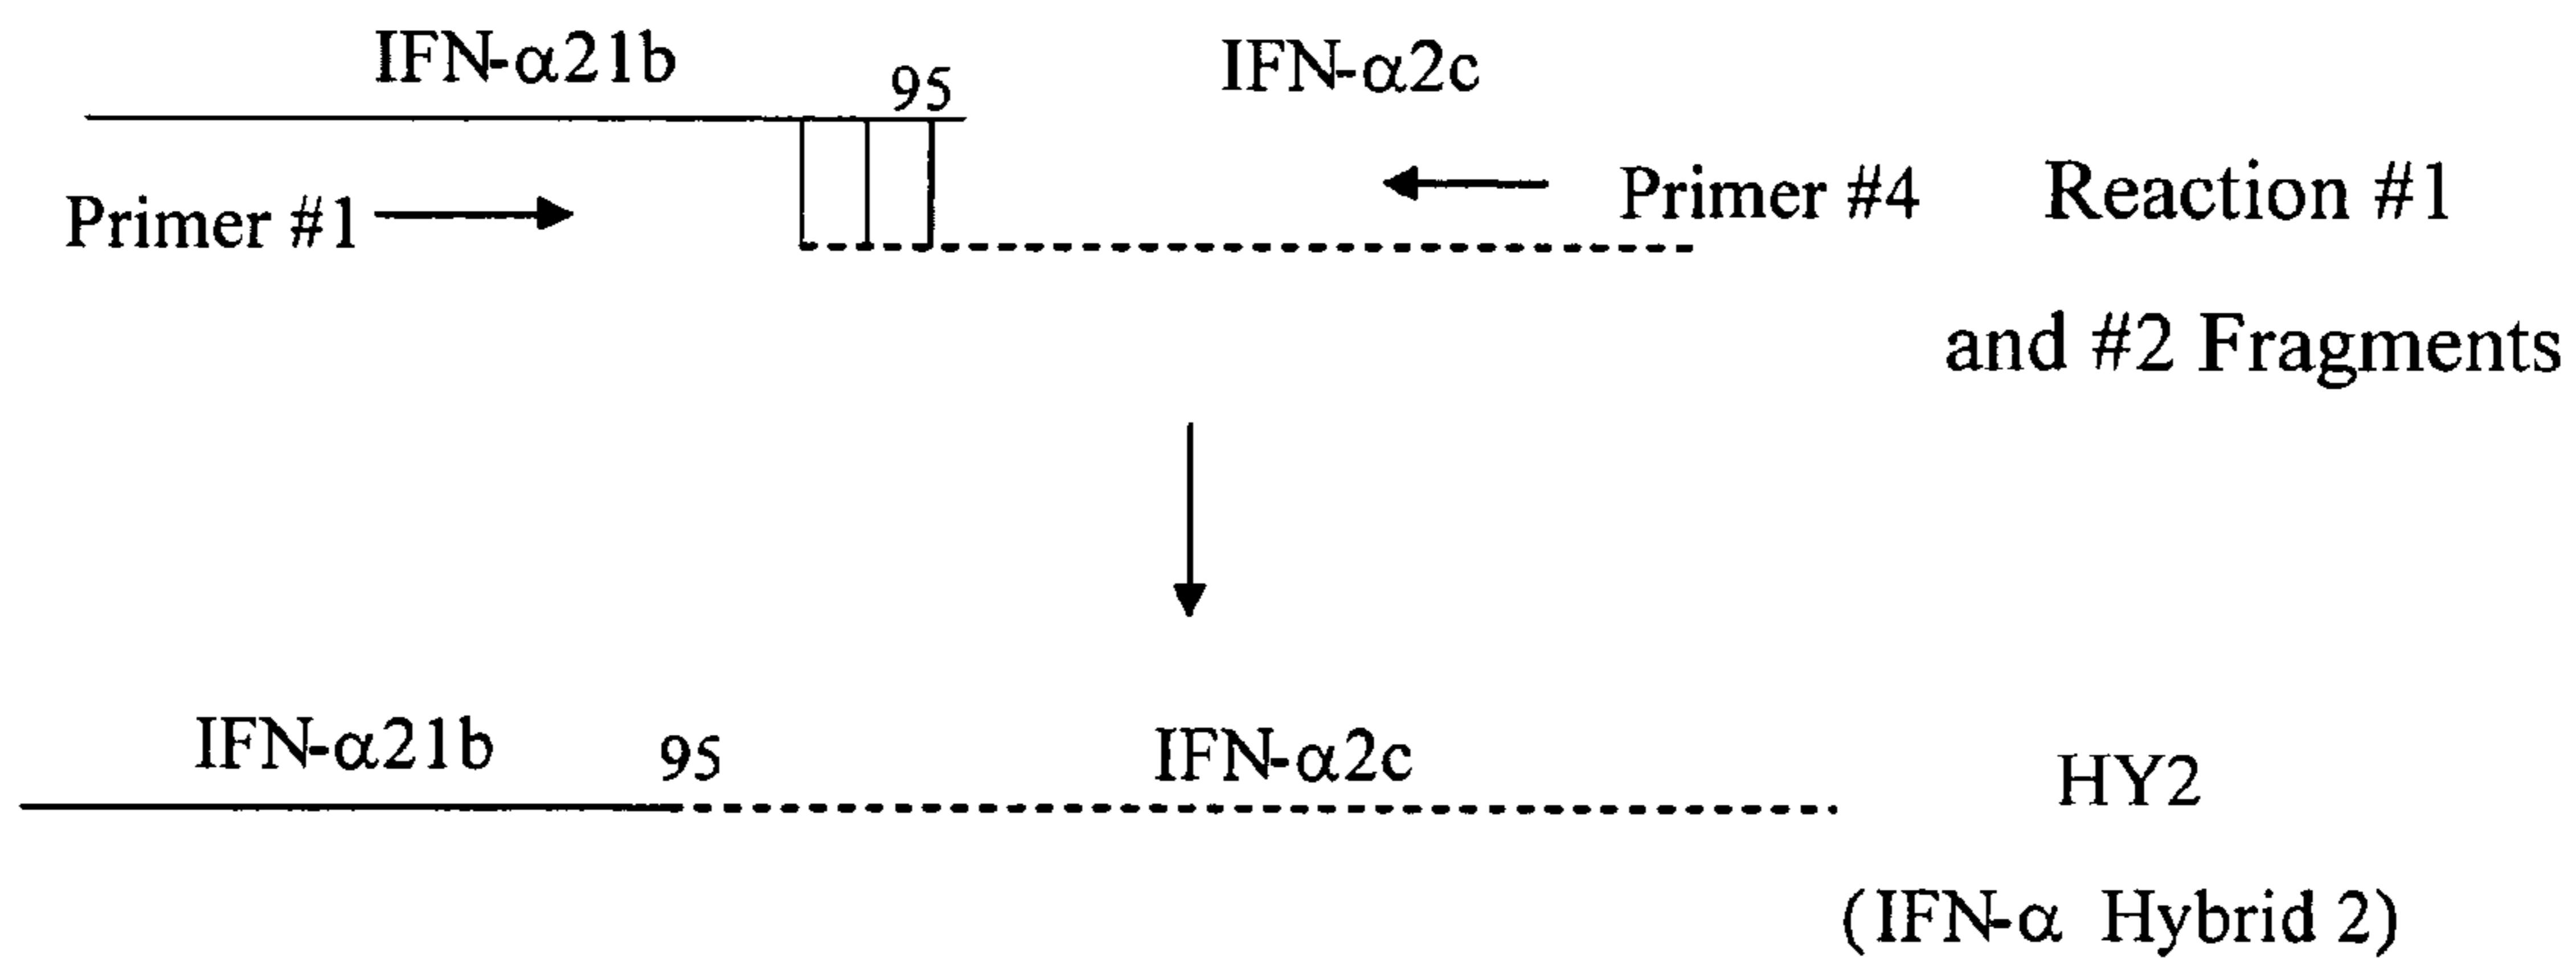 IFN-α21b
95
IFN-α2c
Primer #1
Primer #4
Reaction #1
and #2 Fragments
IFN-α21b
95
IFN-α2c
HY2
(IFN-α Hybrid 2)